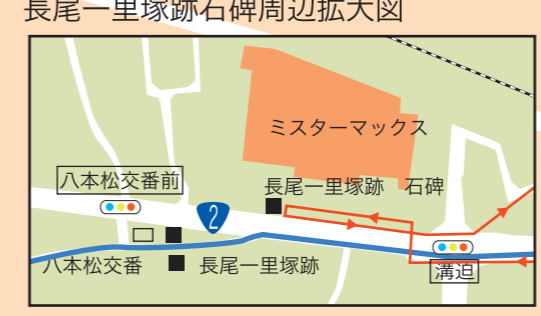 長尾一里塚跡石碑周辺拡大図
ミスターマックス
八本松交番前
長尾一里塚跡 石碑
2
八本松交番
長尾一里塚跡
溝迫